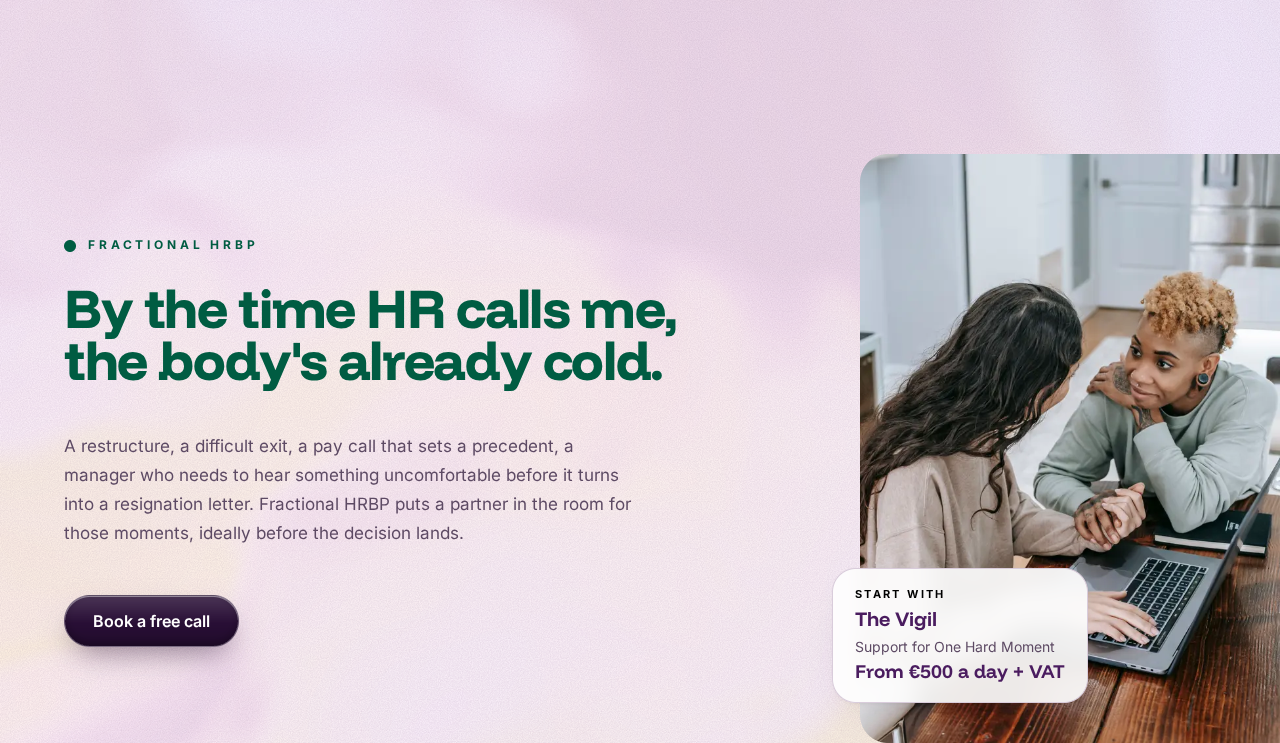 FRACTIONAL HRBP
By the time HR calls me,
the body's already cold.
A restructure, a difficult exit, a pay call that sets a precedent, a
manager who needs to hear something uncomfortable before it turns
into a resignation letter. Fractional HRBP puts a partner in the room for
those moments, ideally before the decision lands.
Book a free call
START WITH
The Vigil
Support for One Hard Moment
From €500 a day + VAT